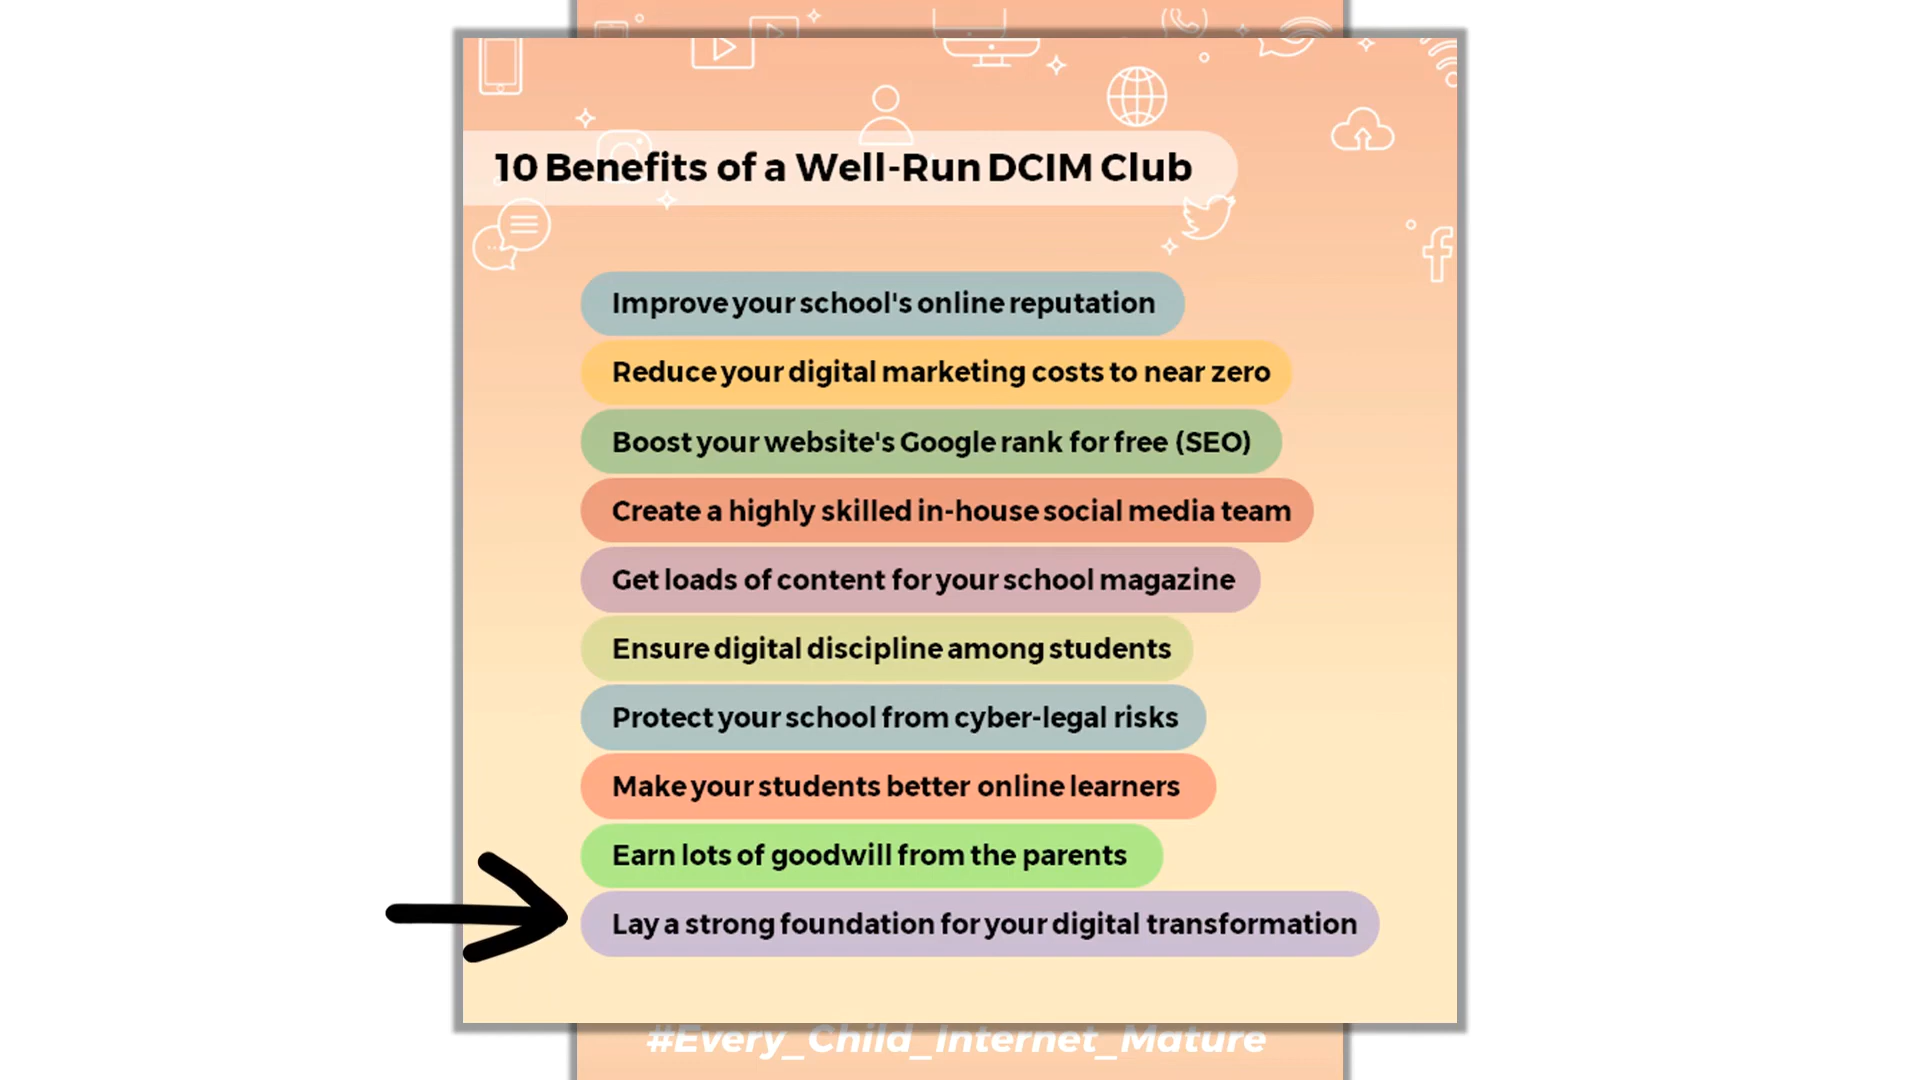 10 Benefits of a Well-Run DCIM Club
Improve your school's online reputation
Reduce your digital marketing costs to near zero
Boost your website's Google rank for free (SEO)
Create a highly skilled in-house social media team
Get loads of content for your school magazine
Ensure digital discipline among students
Protect your school from cyber-legal risks
Make your students better online learners
Earn lots of goodwill from the parents
Lay a strong foundation for your digital transformation
#Every_Child_Internet_Mature